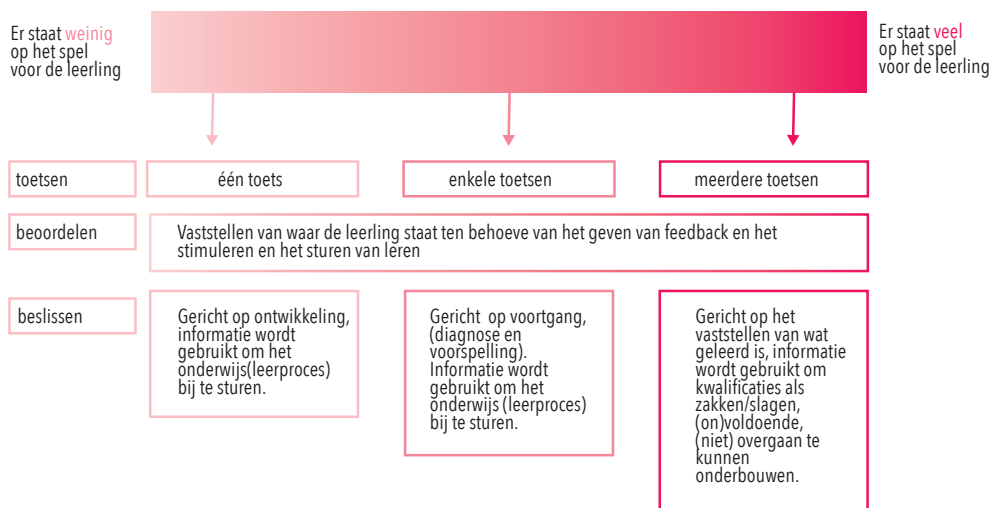 Er staat weinig
op het spel
voor de leerling
Er staat veel
op het spel
voor de leerling
toetsen
één toets
enkele toetsen
meerdere toetsen
beoordelen
Vaststellen van waar de leerling staat ten behoeve van het geven van feedback en het
stimuleren en het sturen van leren
beslissen
Gericht op ontwikkeling,
informatie wordt
gebruikt om het
onderwijs(leerproces)
bij te sturen.
Gericht op voortgang,
(diagnose en
voorspelling).
Informatie wordt
gebruikt om het
onderwijs (leerproces)
bij te sturen.
Gericht op het
vaststellen van wat
geleerd is, informatie
wordt gebruikt om
kwalificaties als
zakken/slagen,
(on)voldoende,
(niet) overgaan te
kunnen
onderbouwen.